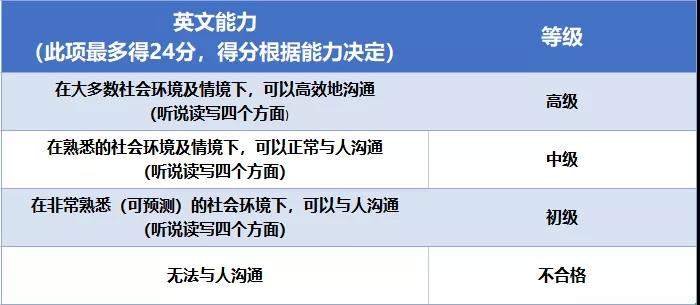 英文能力
(此项最多得24分，得分根据能力决定)
等级
在大多数社会环境及情境下，可以高效地沟通
(听说读写四个方面)
高级
在熟悉的社会环境及情境下，可以正常与人沟通
(听说读写四个方面)
中级
在非常熟悉（可预测）的社会环境下，可以与人沟通
(听说读写四个方面)
初级
无法与人沟通
不合格